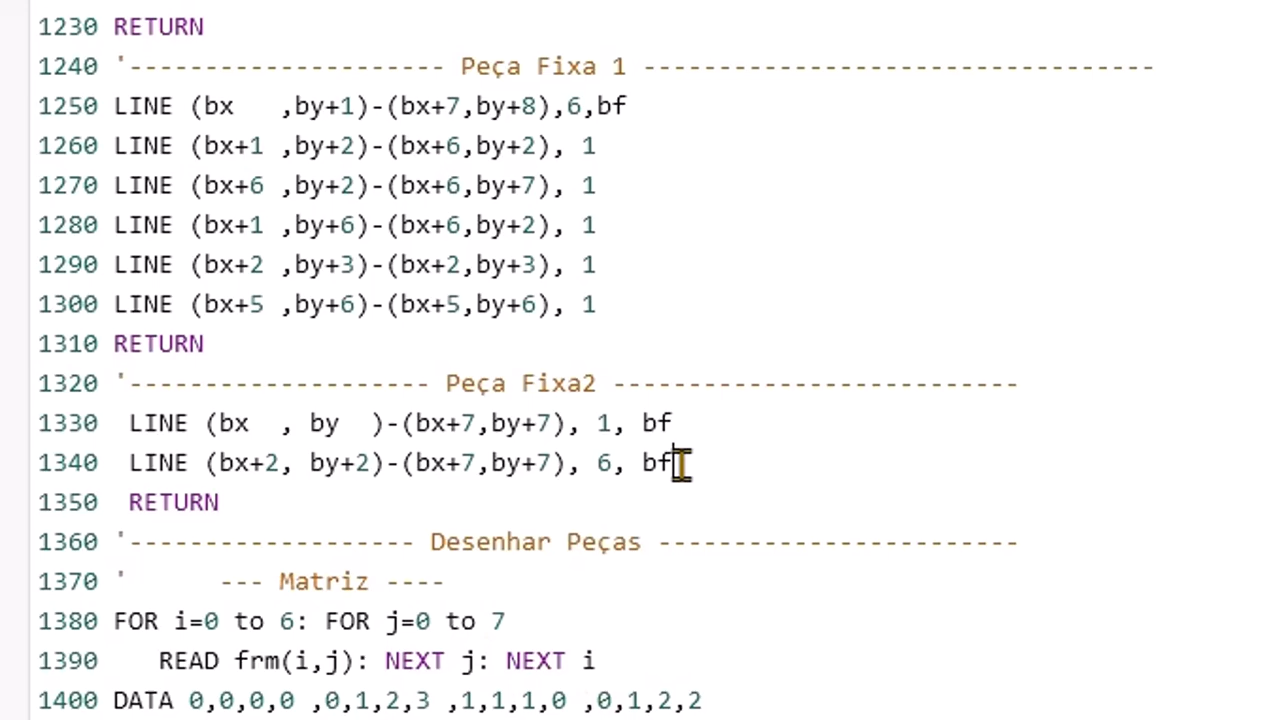 1230 RETURN
1240 '--------------------- Peça Fixa 1 ----------------------------------
1250 LINE (bx   ,by+1)-(bx+7,by+8),6,bf
1260 LINE (bx+1 ,by+2)-(bx+6,by+2), 1
1270 LINE (bx+6 ,by+2)-(bx+6,by+7), 1
1280 LINE (bx+1 ,by+6)-(bx+6,by+2), 1
1290 LINE (bx+2 ,by+3)-(bx+2,by+3), 1
1300 LINE (bx+5 ,by+6)-(bx+5,by+6), 1
1310 RETURN
1320 '-------------------- Peça Fixa2 ---------------------------
1330  LINE (bx  , by  )-(bx+7,by+7), 1, bf
1340  LINE (bx+2, by+2)-(bx+7,by+7), 6, bf
1350  RETURN
1360 '------------------- Desenhar Peças ------------------------
1370 '      --- Matriz ----
1380 FOR i=0 to 6: FOR j=0 to 7
1390    READ frm(i,j): NEXT j: NEXT i
1400 DATA 0,0,0,0 ,0,1,2,3 ,1,1,1,0 ,0,1,2,2